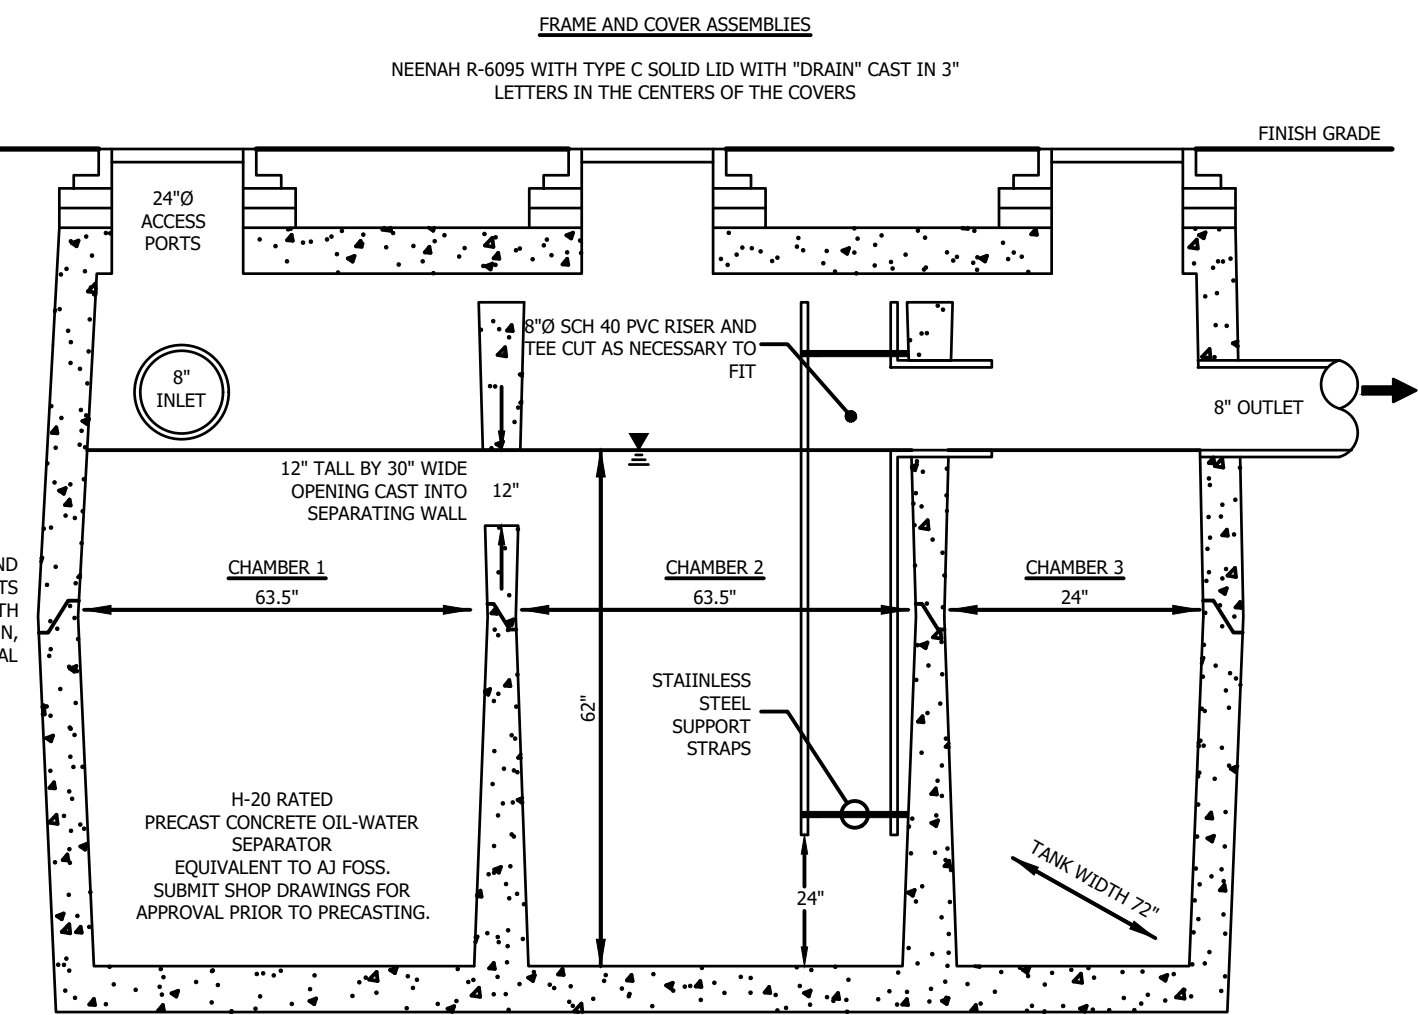 FRAME AND COVER ASSEMBLIES
NEENAH R-6095 WITH TYPE C SOLID LID WITH "DRAIN" CAST IN 3"
LETTERS IN THE CENTERS OF THE COVERS
FINISH GRADE
24"Ø
ACCESS
PORTS
8"Ø SCH 40 PVC RISER AND
TEE CUT AS NECESSARY TO
FIT
8"
INLET
8" OUTLET
12" TALL BY 30" WIDE
OPENING CAST INTO
SEPARATING WALL
12"
ND
TS
TH
N,
AL
CHAMBER 1
63.5"
CHAMBER 2
63.5"
CHAMBER 3
24"
62"
STAIINLESS
STEEL
SUPPORT
STRAPS
H-20 RATED
PRECAST CONCRETE OIL-WATER
SEPARATOR
EQUIVALENT TO AJ FOSS.
SUBMIT SHOP DRAWINGS FOR
APPROVAL PRIOR TO PRECASTING.
24"
TANK WIDTH 72"